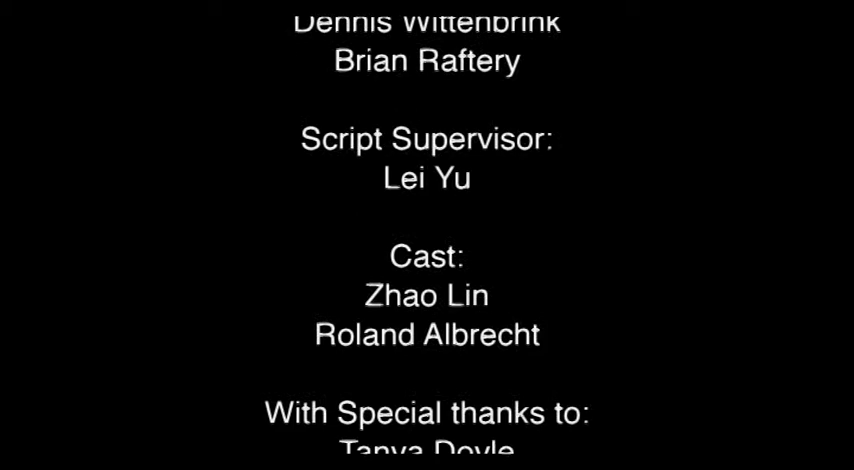 Dennis Wittenbrink
Brian Raftery
Script Supervisor:
Lei Yu
Cast:
Zhao Lin
Roland Albrecht
With Special thanks to:
Tanya Doyle